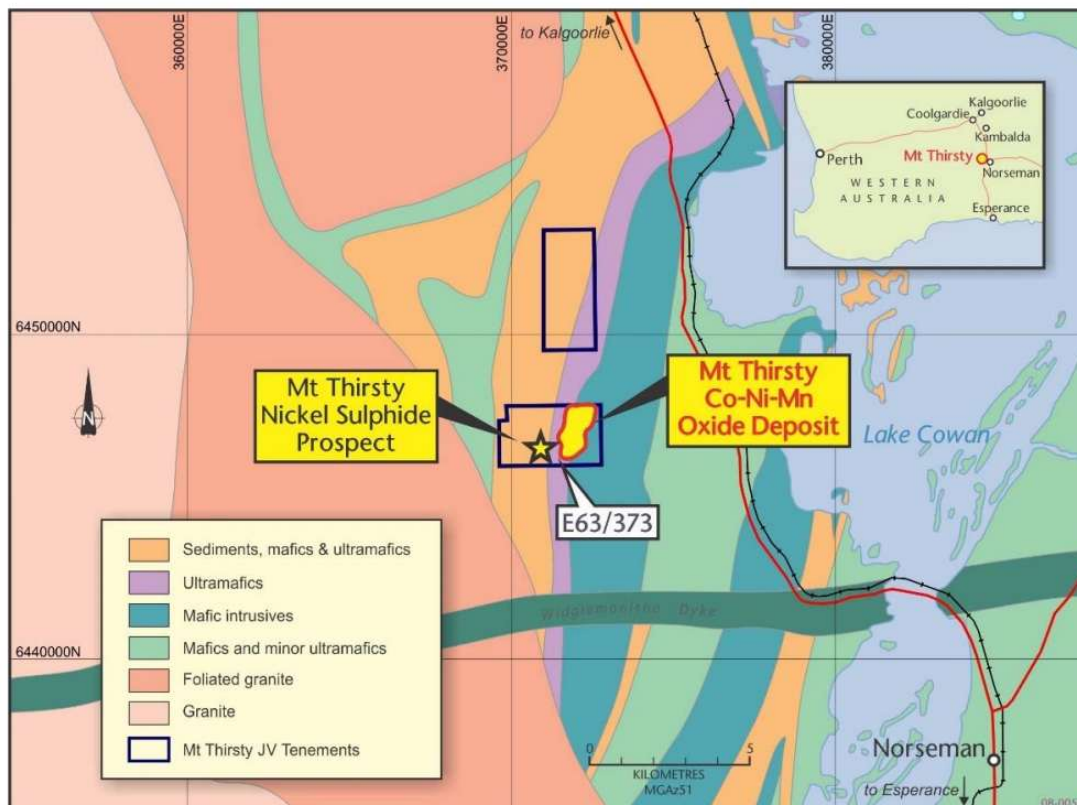 to Kalgoorlie
360000E
370000E
380000E
Kalgoorlie
Coolgardie
Kambalda
Perth
Mt Thirsty
Norseman
WESTERN
AUSTRALIA
Esperance
6450000N
N
Mt Thirsty
Nickel Sulphide
Prospect
Mt Thirsty
Co-Ni-Mn
Oxide Deposit
Lake Cowan
E63/373
Sediments, mafics & ultramafics
Ultramafics
Mafic intrusives
Mafics and minor ultramafics
Foliated granite
Granite
Mt Thirsty JV Tenements
Dyke
6440000N
0
5
KILOMETRES
MGAz51
Norseman
to Esperance